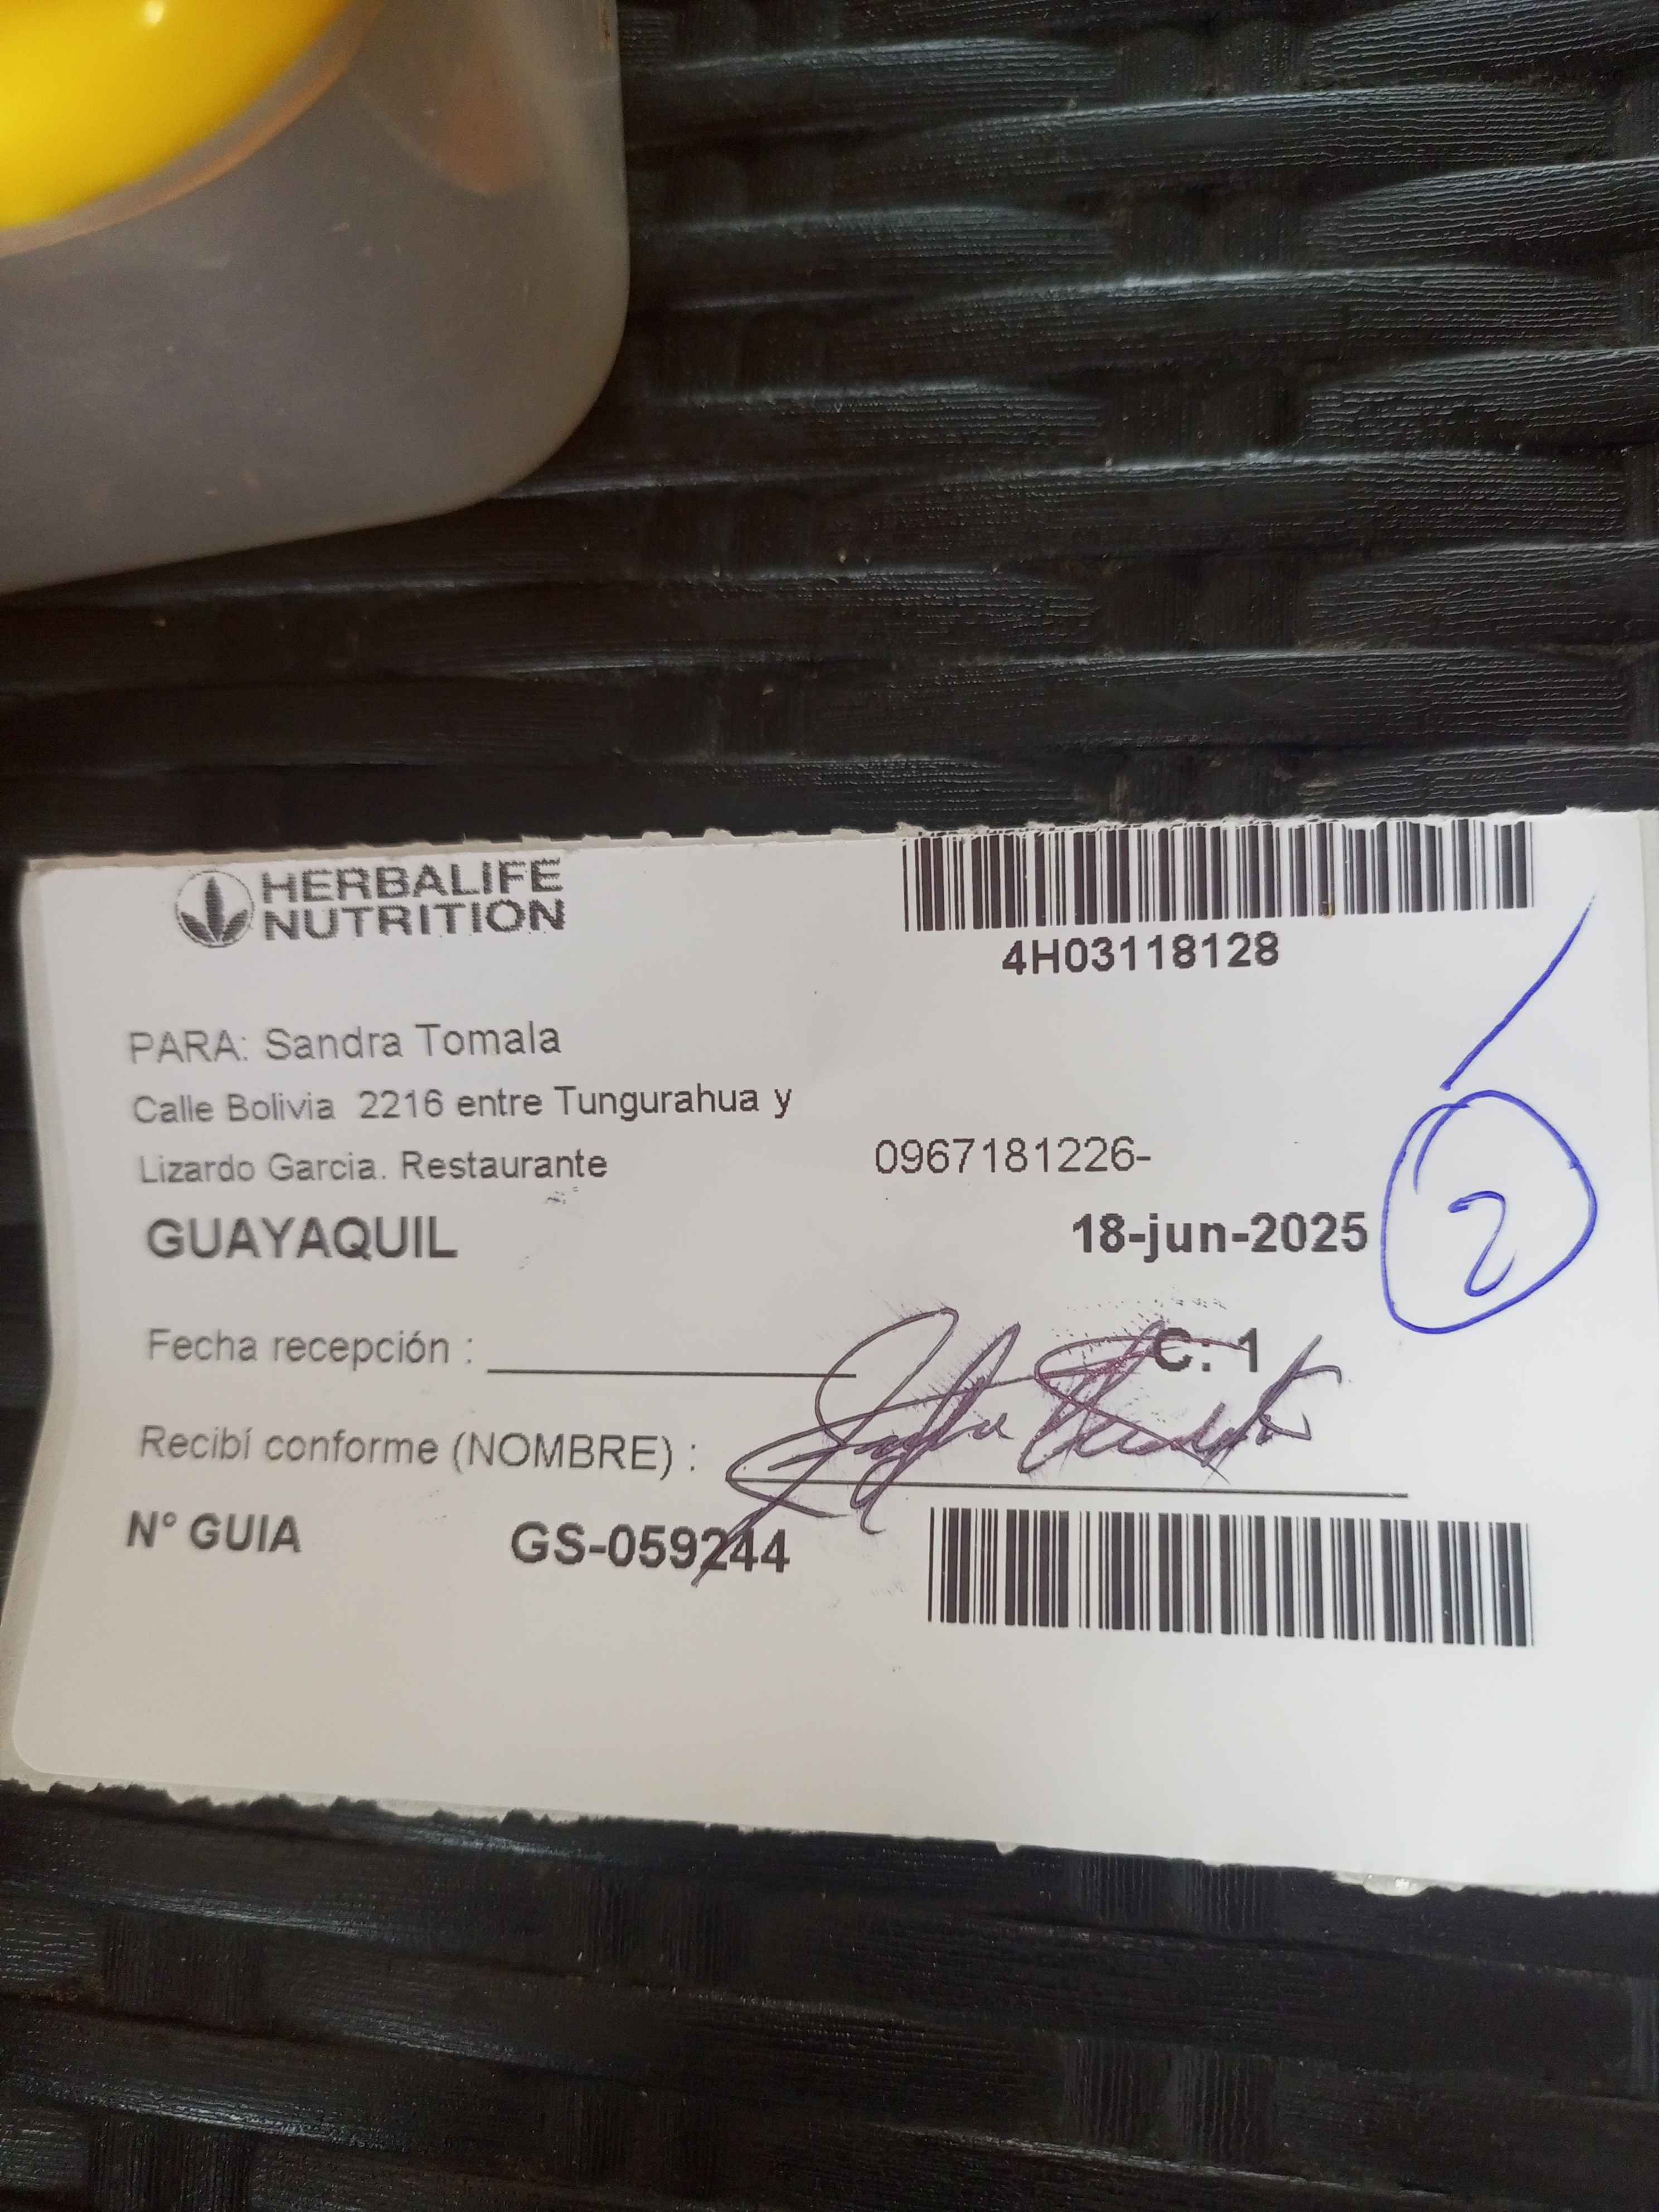 HERBALIFE
NUTRITION
4H03118128
PARA: Sandra Tomala
Calle Bolivia 2216 entre Tungurahua y
Lizardo Garcia. Restaurante
0967181226-
GUAYAQUIL
18-jun-2025
2
Fecha recepción :
C: 1
Recibí conforme (NOMBRE) :
N° GUIA
GS-059244